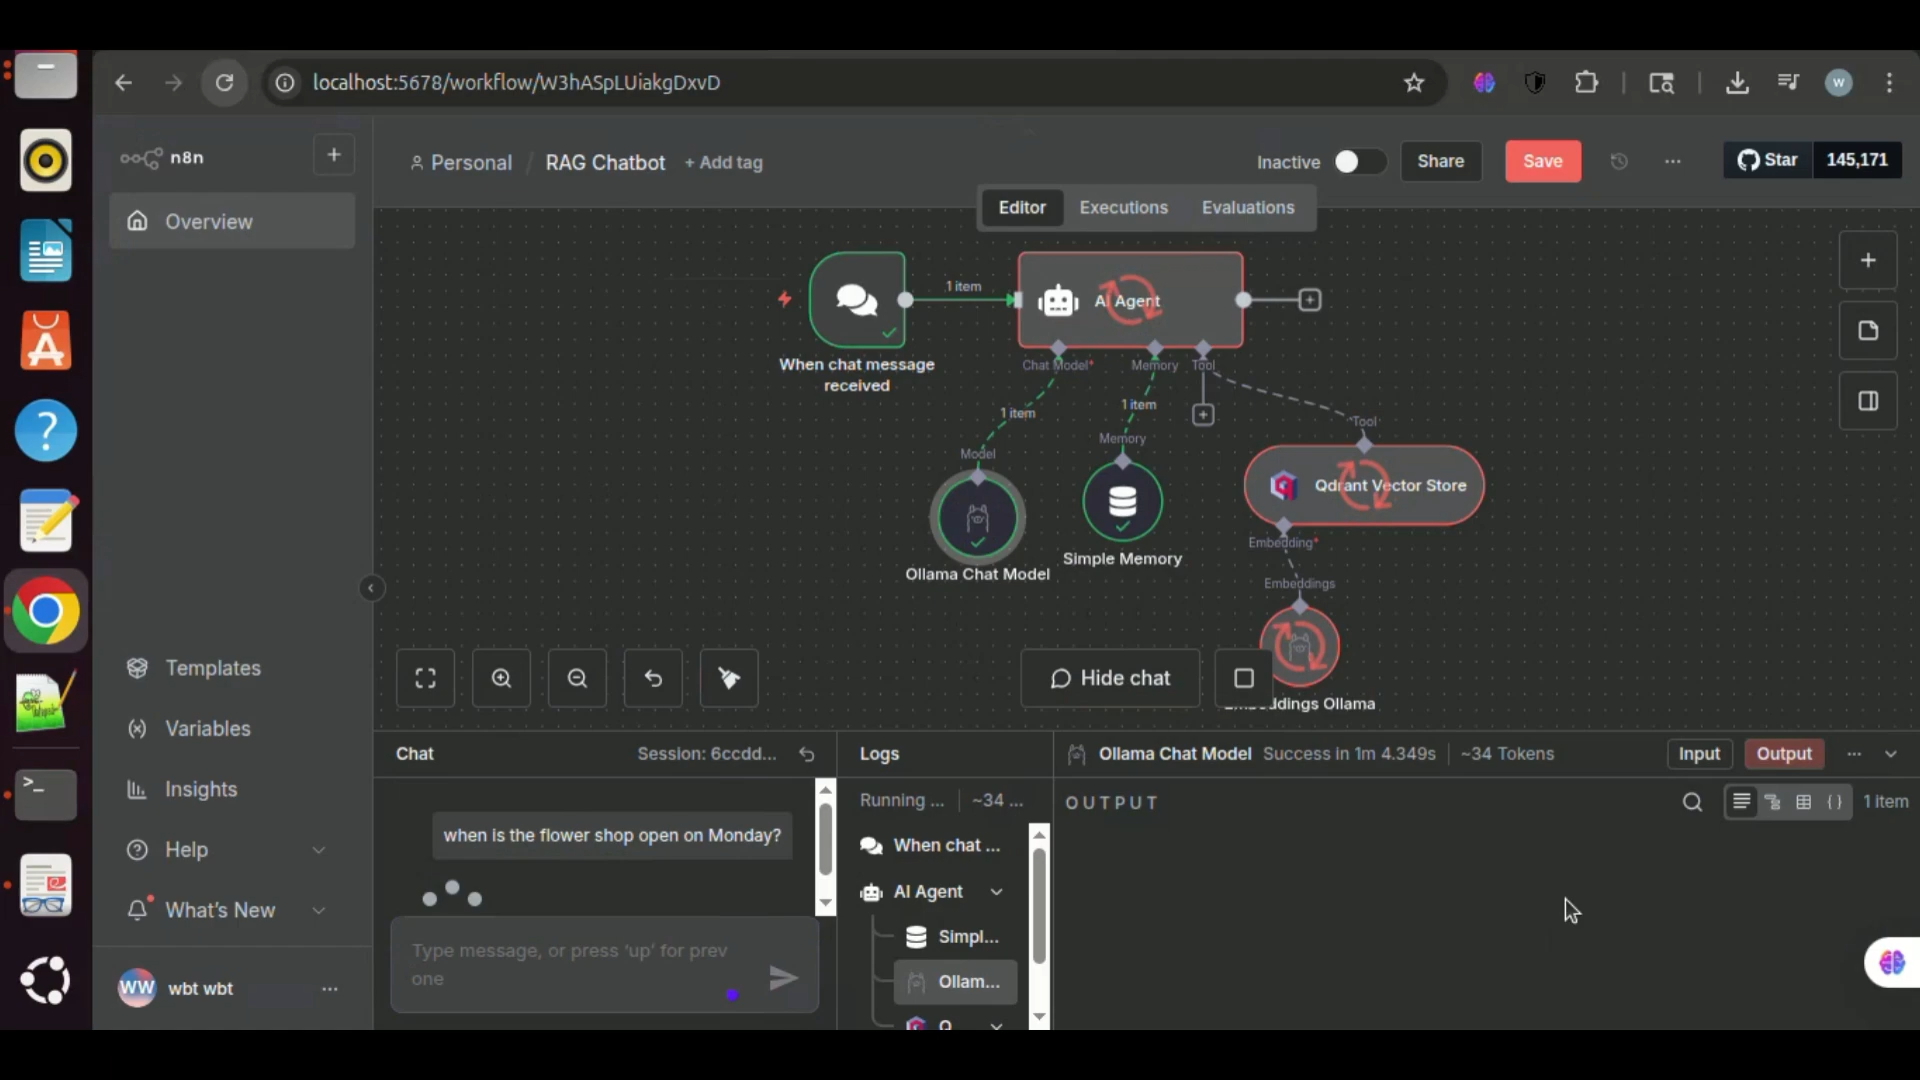 localhost:5678/workflow/W3hASpLUiakgDxvD
W
n8n
Personal / RAG Chatbot + Add tag
Inactive
Share
Save
Star 145,171
Overview
Editor Executions Evaluations
1 item
AI Agent
When chat message
received
Chat Model*
Memory
Tool
1 item
1 item
Tool
Memory
Model
Qdrant Vector Store
Embedding*
Simple Memory
Ollama Chat Model
Embeddings
Templates
Hide chat
Embeddings Ollama
Variables
Chat
Session: 6ccdd...
Logs
Ollama Chat Model Success in 1m 4.349s ~34 Tokens
Input
Output
Insights
Running ... ~34 ...
OUTPUT
1 item
when is the flower shop open on Monday?
When chat ...
Help
AI Agent
What's New
Simpl...
Type message, or press 'up' for prev
one
Ollam...
WW wbt wbt